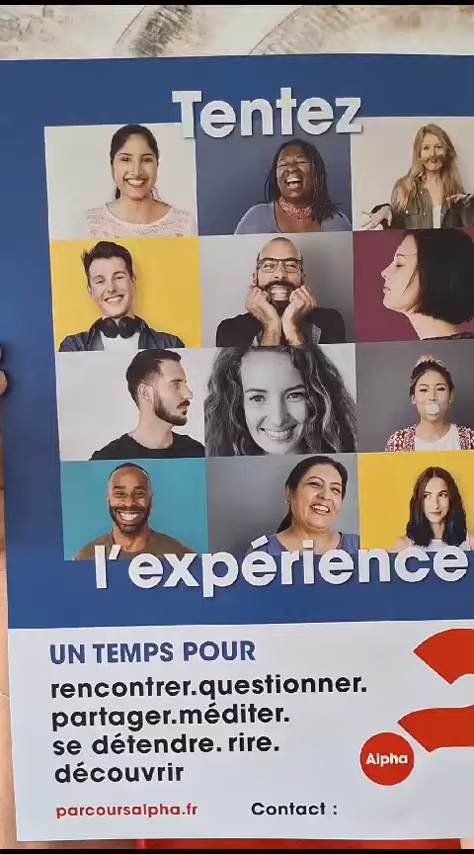 Tentez
l'expérience
UN TEMPS POUR
rencontrer.questionner.
partager.méditer.
se détendre. rire.
découvrir
Alpha
parcoursalpha.fr Contact :